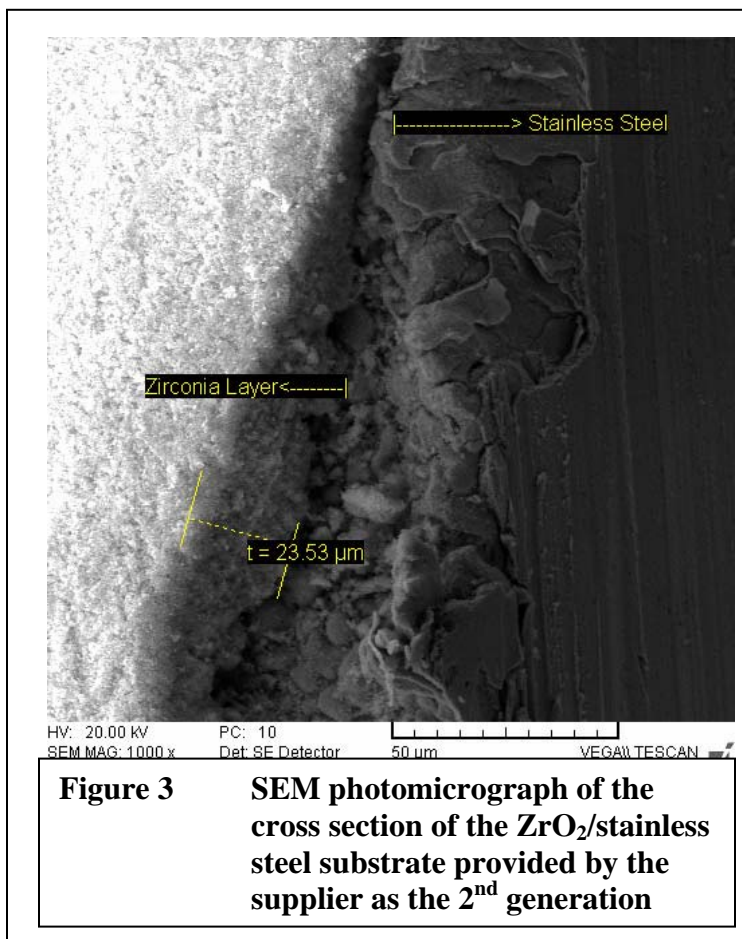 |-----------------> Stainless Steel
Zirconia Layer<--------|
t = 23.53 µm
HV: 20.00 kV PC: 10
SEM MAG: 1000 x Det: SE Detector 50 um VEGA\\ TESCAN
Figure 3 SEM photomicrograph of the
cross section of the ZrO₂/stainless
steel substrate provided by the
supplier as the 2ⁿᵈ generation